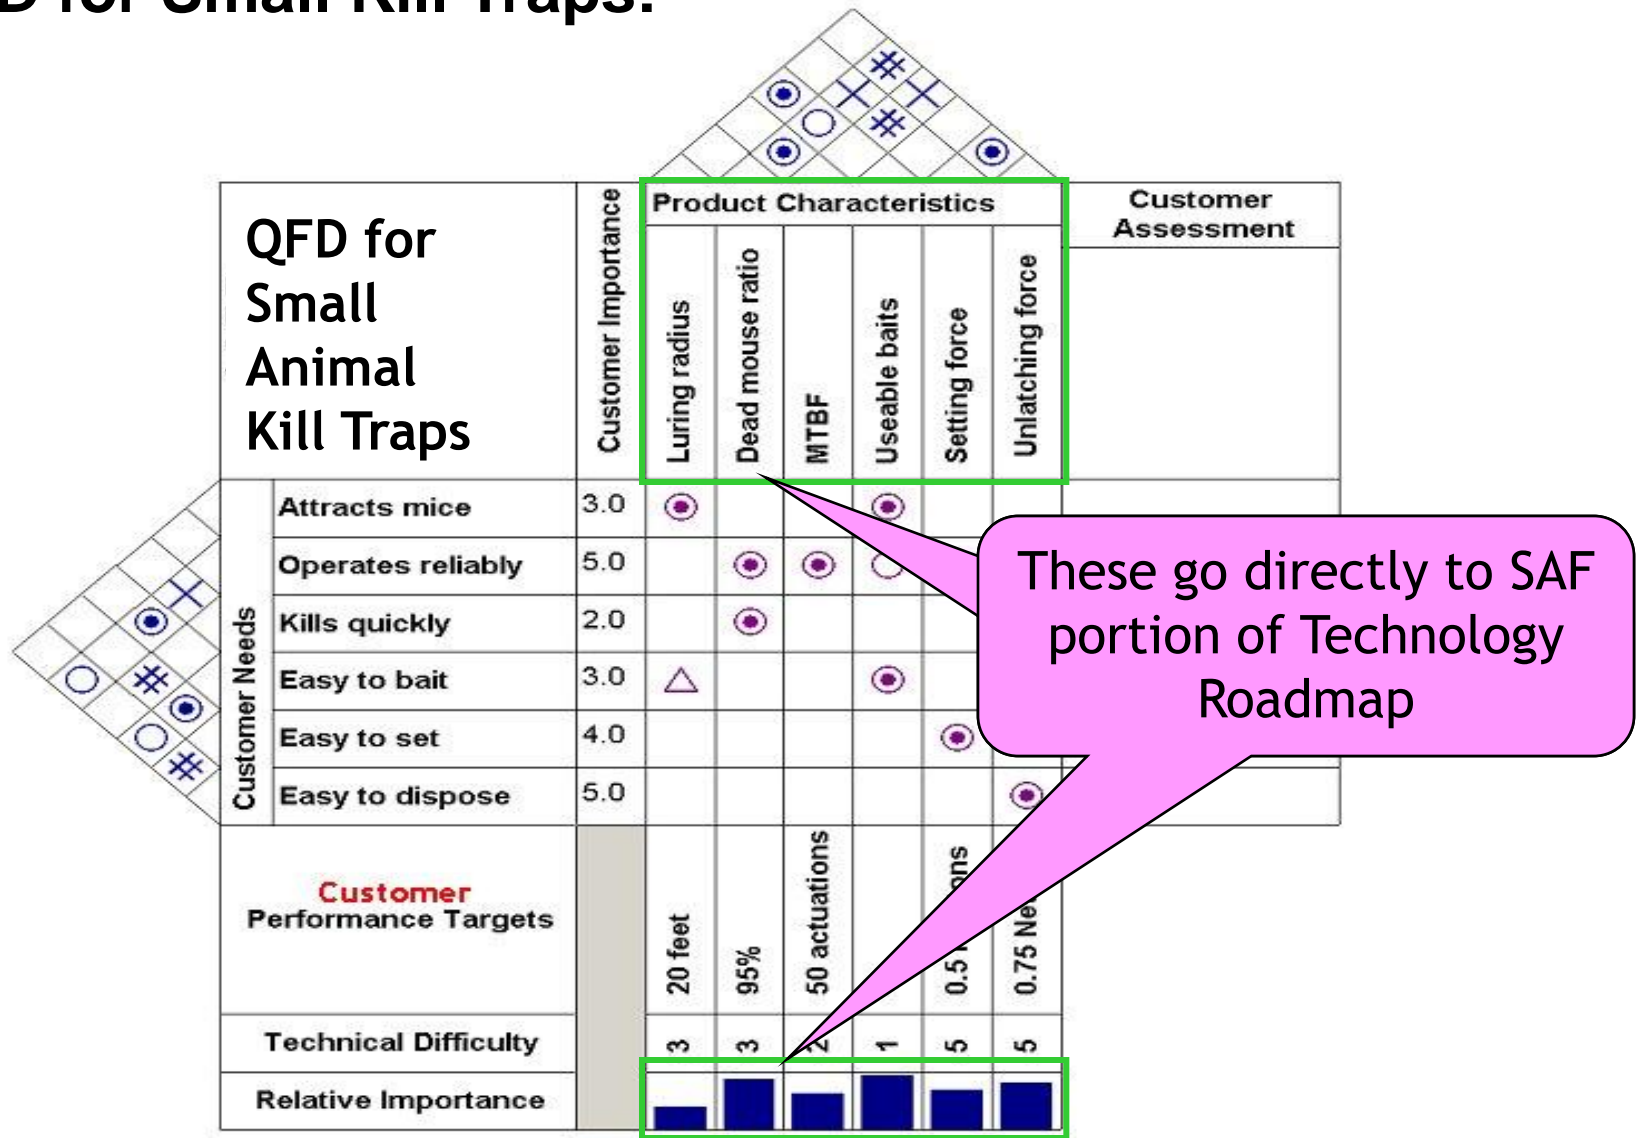 D for Small Kill Traps:
QFD for
Small
Animal
Kill Traps
Customer Importance
Product Characteristics
Luring radius
Dead mouse ratio
MTBF
Useable baits
Setting force
Unlatching force
Customer
Assessment
Customer Needs
Attracts mice 3.0
Operates reliably 5.0
Kills quickly 2.0
Easy to bait 3.0
Easy to set 4.0
Easy to dispose 5.0
These go directly to SAF
portion of Technology
Roadmap
Customer
Performance Targets
20 feet
95%
50 actuations
0.5
0.75
Technical Difficulty 3 3 2 1 5 5
Relative Importance